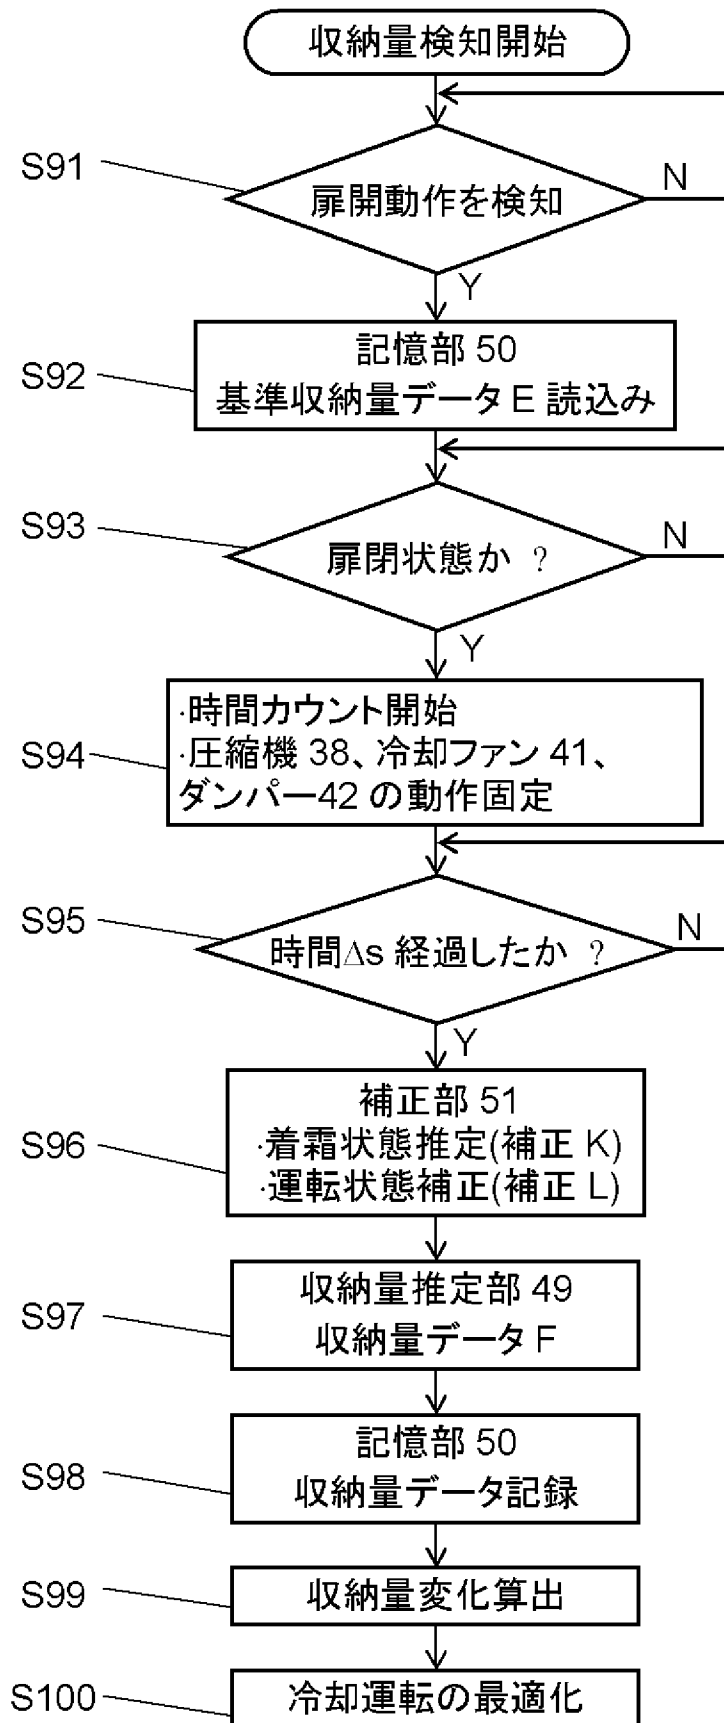 収納量検知開始
S91
扉開動作を検知
N
Y
S92
記憶部 50
基準収納量データ E 読込み
S93
扉閉状態か ?
N
Y
S94
·時間カウント開始
·圧縮機 38、冷却ファン 41、
ダンパー42 の動作固定
S95
時間Δs 経過したか ?
N
Y
S96
補正部 51
·着霜状態推定(補正 K)
·運転状態補正(補正 L)
S97
収納量推定部 49
収納量データ F
S98
記憶部 50
収納量データ記録
S99
収納量変化算出
S100
冷却運転の最適化